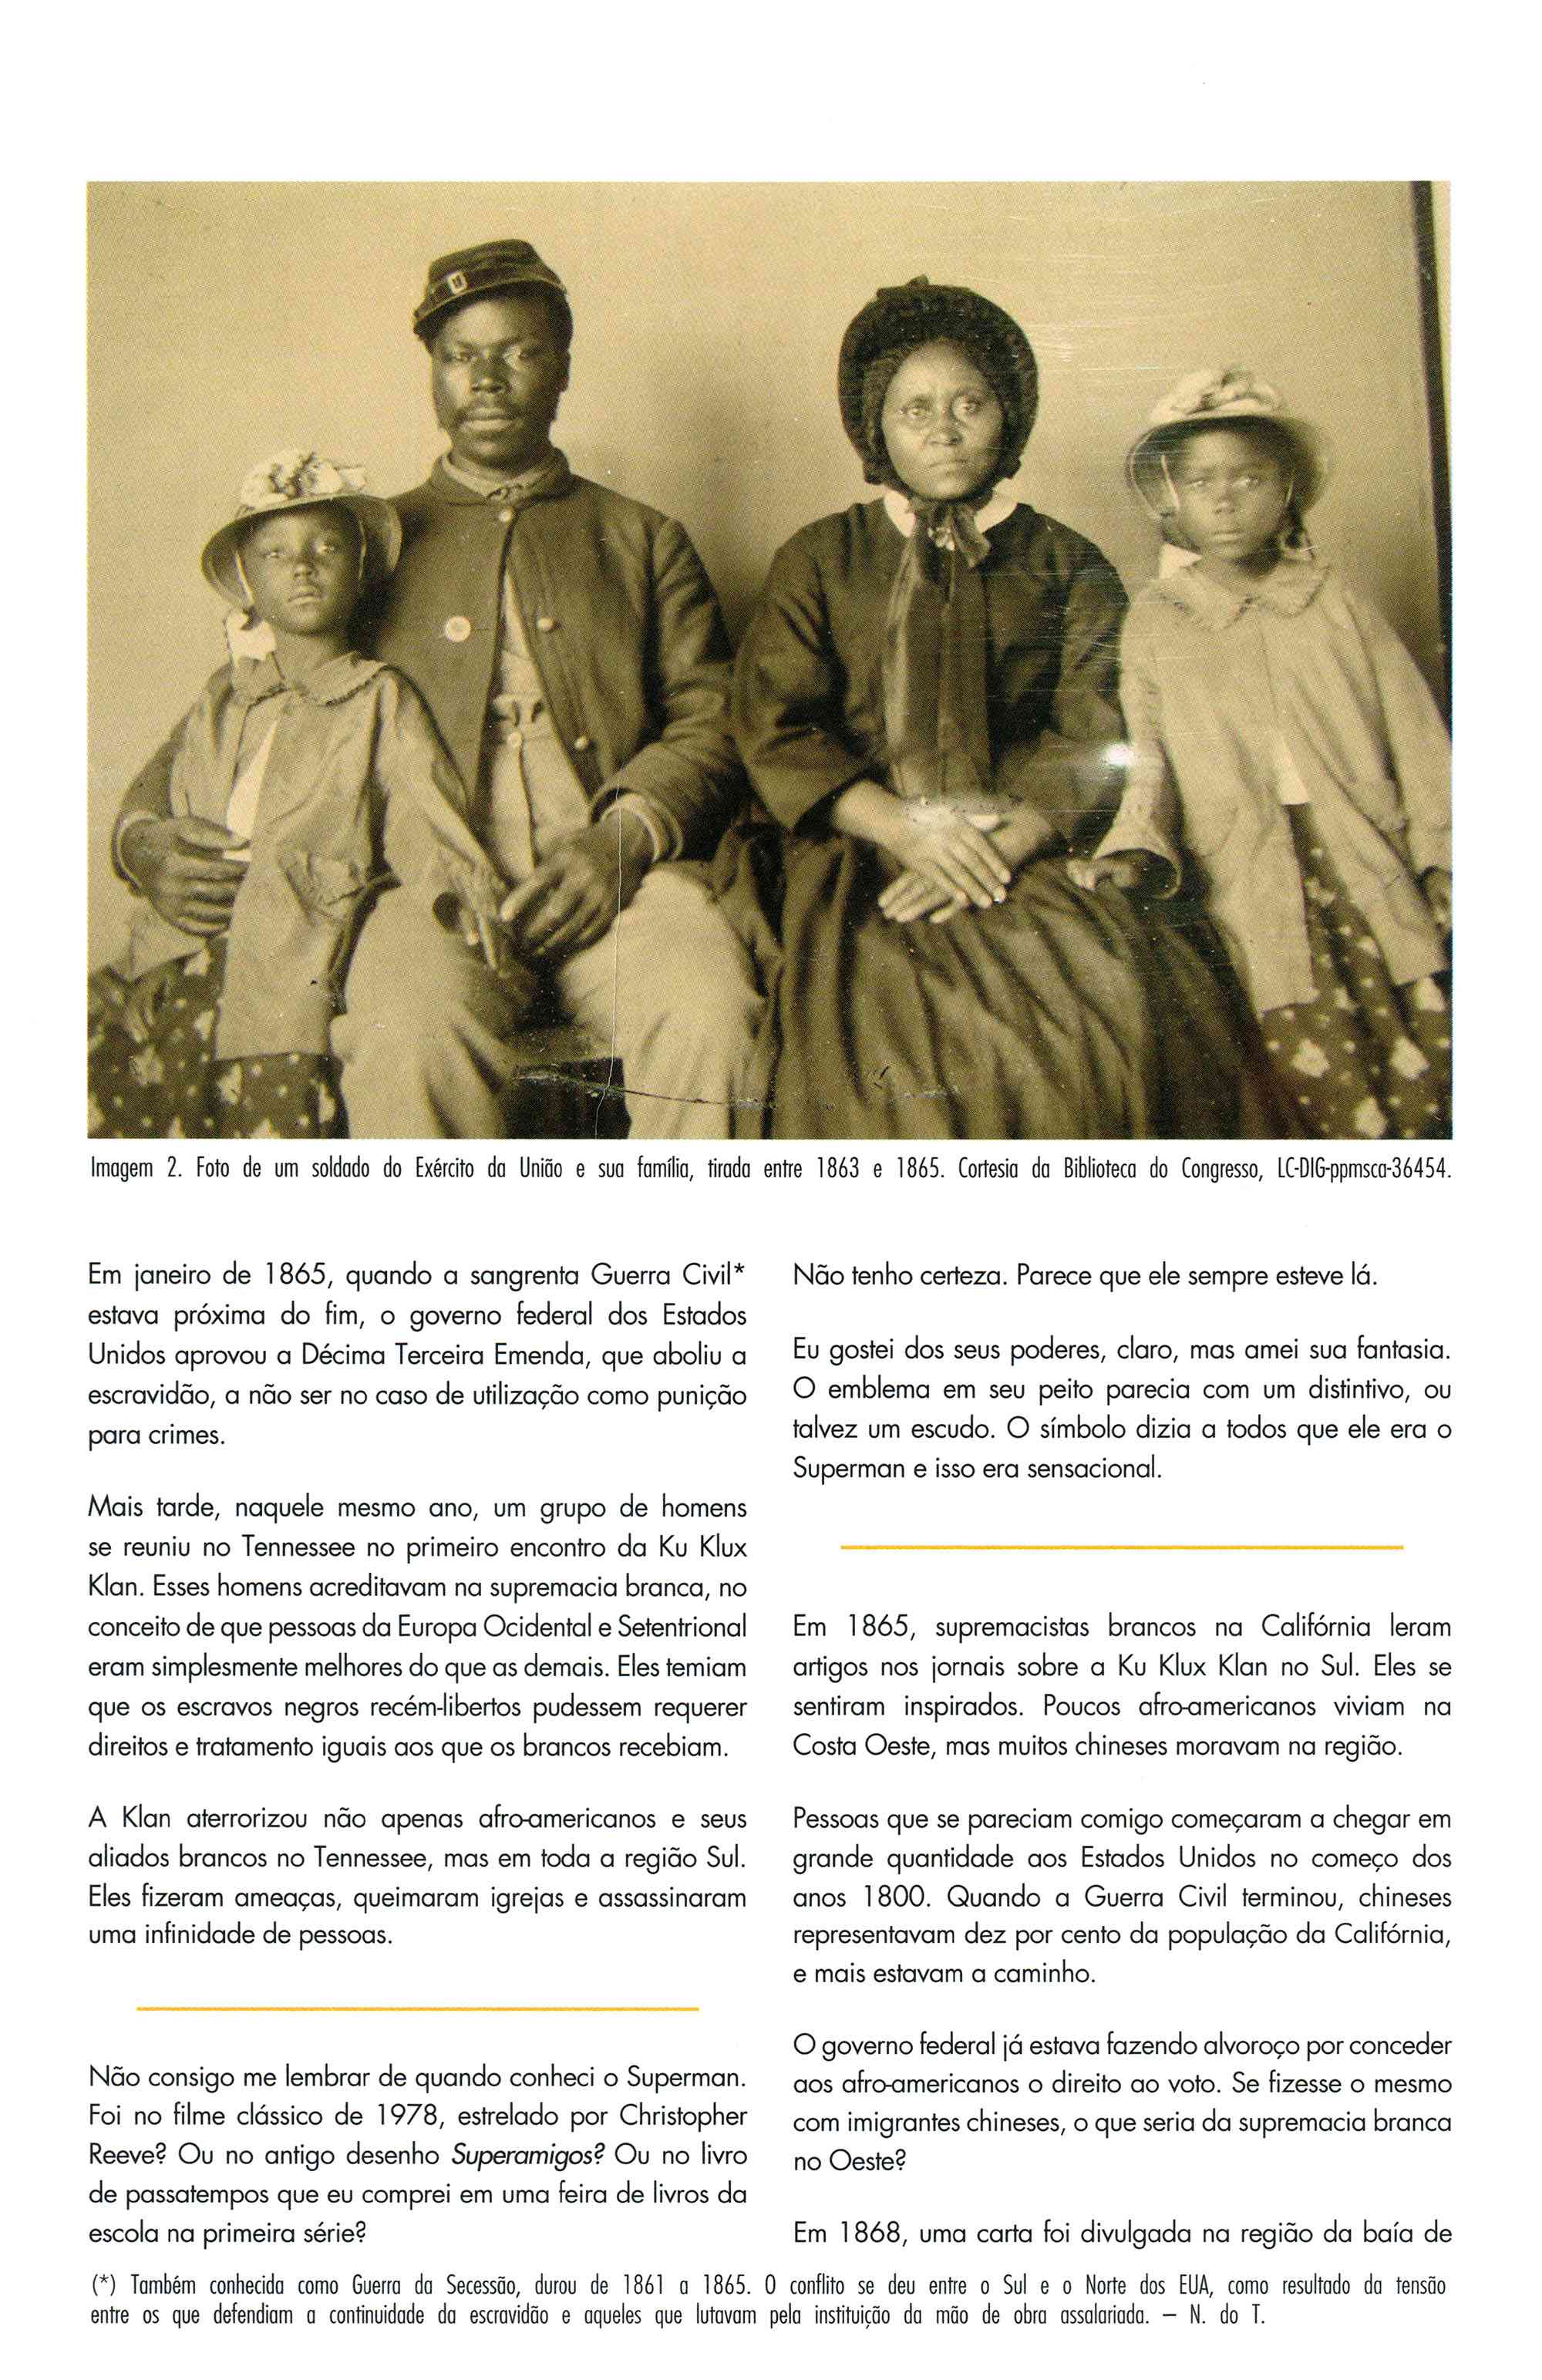 Imagem 2. Foto de um soldado do Exército da União e sua família, tirada entre 1863 e 1865. Cortesia da Biblioteca do Congresso, LC-DIG-ppmsca-36454.
Em janeiro de 1865, quando a sangrenta Guerra Civil*
estava próxima do fim, o governo federal dos Estados
Unidos aprovou a Décima Terceira Emenda, que aboliu a
escravidão, a não ser no caso de utilização como punição
para crimes.
Mais tarde, naquele mesmo ano, um grupo de homens
se reuniu no Tennessee no primeiro encontro da Ku Klux
Klan. Esses homens acreditavam na supremacia branca, no
conceito de que pessoas da Europa Ocidental e Setentrional
eram simplesmente melhores do que as demais. Eles temiam
que os escravos negros recém-libertos pudessem requerer
direitos e tratamento iguais aos que os brancos recebiam.
A Klan aterrorizou não apenas afro-americanos e seus
aliados brancos no Tennessee, mas em toda a região Sul.
Eles fizeram ameaças, queimaram igrejas e assassinaram
uma infinidade de pessoas.
Não consigo me lembrar de quando conheci o Superman.
Foi no filme clássico de 1978, estrelado por Christopher
Reeve? Ou no antigo desenho Superamigos? Ou no livro
de passatempos que eu comprei em uma feira de livros da
escola na primeira série?
Não tenho certeza. Parece que ele sempre esteve lá.
Eu gostei dos seus poderes, claro, mas amei sua fantasia.
O emblema em seu peito parecia com um distintivo, ou
talvez um escudo. O símbolo dizia a todos que ele era o
Superman e isso era sensacional.
Em 1865, supremacistas brancos na Califórnia leram
artigos nos jornais sobre a Ku Klux Klan no Sul. Eles se
sentiram inspirados. Poucos afro-americanos viviam na
Costa Oeste, mas muitos chineses moravam na região.
Pessoas que se pareciam comigo começaram a chegar em
grande quantidade aos Estados Unidos no começo dos
anos 1800. Quando a Guerra Civil terminou, chineses
representavam dez por cento da população da Califórnia,
e mais estavam a caminho.
O governo federal já estava fazendo alvoroço por conceder
aos afro-americanos o direito ao voto. Se fizesse o mesmo
com imigrantes chineses, o que seria da supremacia branca
no Oeste?
Em 1868, uma carta foi divulgada na região da baía de
(*) Também conhecida como Guerra da Secessão, durou de 1861 a 1865. O conflito se deu entre o Sul e o Norte dos EUA, como resultado da tensão
entre os que defendiam a continuidade da escravidão e aqueles que lutavam pela instituição da mão de obra assalariada. — N. do T.